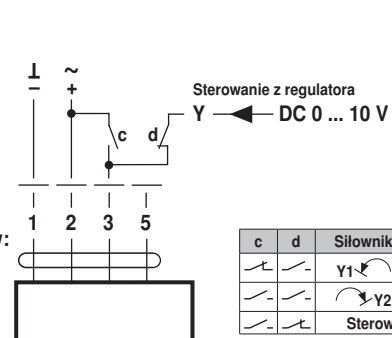 ⊥ ~
− +
Sterowanie z regulatora
Y DC 0 ... 10 V
c d
1 2 3 5
c d Siłownik
Y1
Y2
Sterow